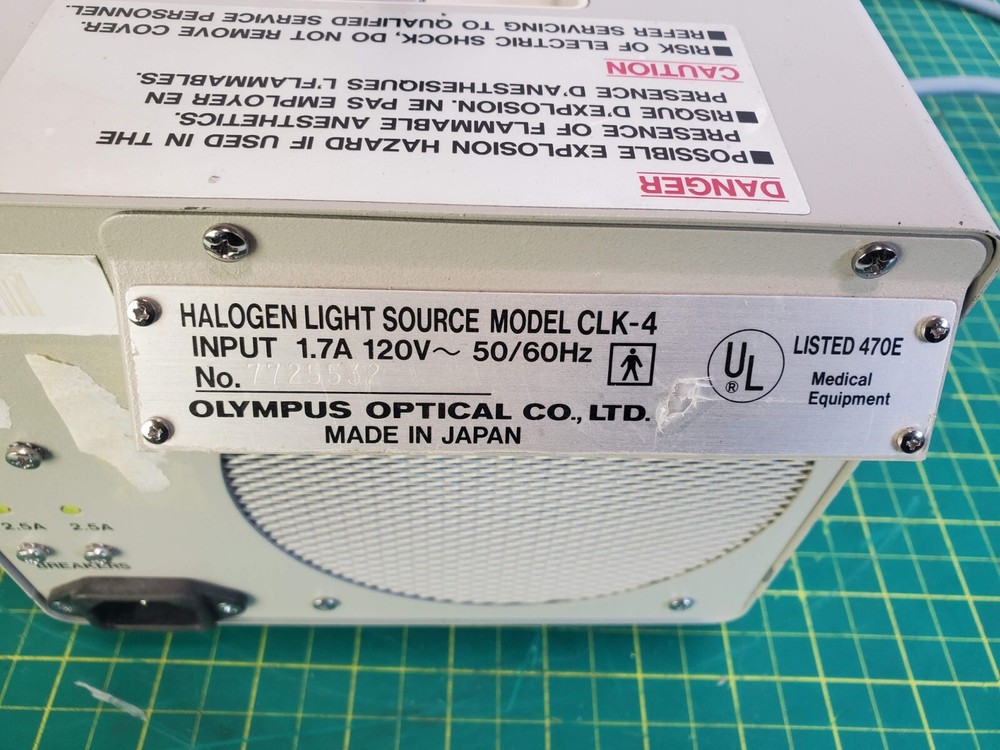 DANGER
■ POSSIBLE EXPLOSION HAZARD IF USED IN THE
PRESENCE OF FLAMMABLE ANESTHETICS.
■ RISQUE D'EXPLOSION. NE PAS EMPLOYER EN
PRESENCE D'ANESTHESIQUES L'FLAMMABLES.
CAUTION
■ RISK OF ELECTRIC SHOCK, DO NOT REMOVE COVER.
■ REFER SERVICING TO QUALIFIED SERVICE PERSONNEL.
HALOGEN LIGHT SOURCE MODEL CLK-4
INPUT 1.7A 120V~ 50/60Hz
No. 7725532
OLYMPUS OPTICAL CO., LTD.
MADE IN JAPAN
UL
®
LISTED 470E
Medical
Equipment
2.5A 2.5A
BREAKERS